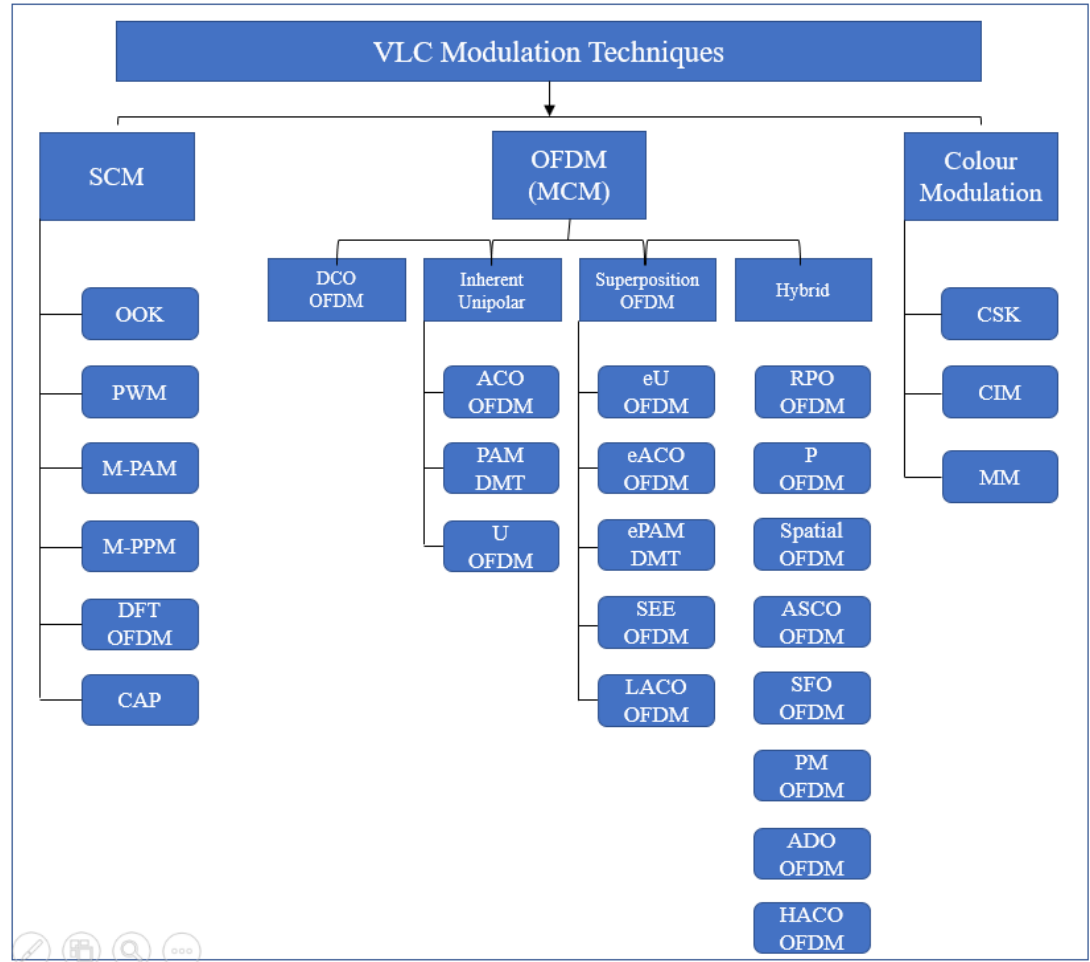 VLC Modulation Techniques
SCM
OOK
PWM
M-PAM
M-PPM
DFT
OFDM
CAP
OFDM
(MCM)
DCO
OFDM
Inherent
Unipolar
ACO
OFDM
PAM
DMT
U
OFDM
Superposition
OFDM
eU
OFDM
eACO
OFDM
ePAM
DMT
SEE
OFDM
LACO
OFDM
Hybrid
RPO
OFDM
P
OFDM
Spatial
OFDM
ASCO
OFDM
SFO
OFDM
PM
OFDM
ADO
OFDM
HACO
OFDM
Colour
Modulation
CSK
CIM
MM